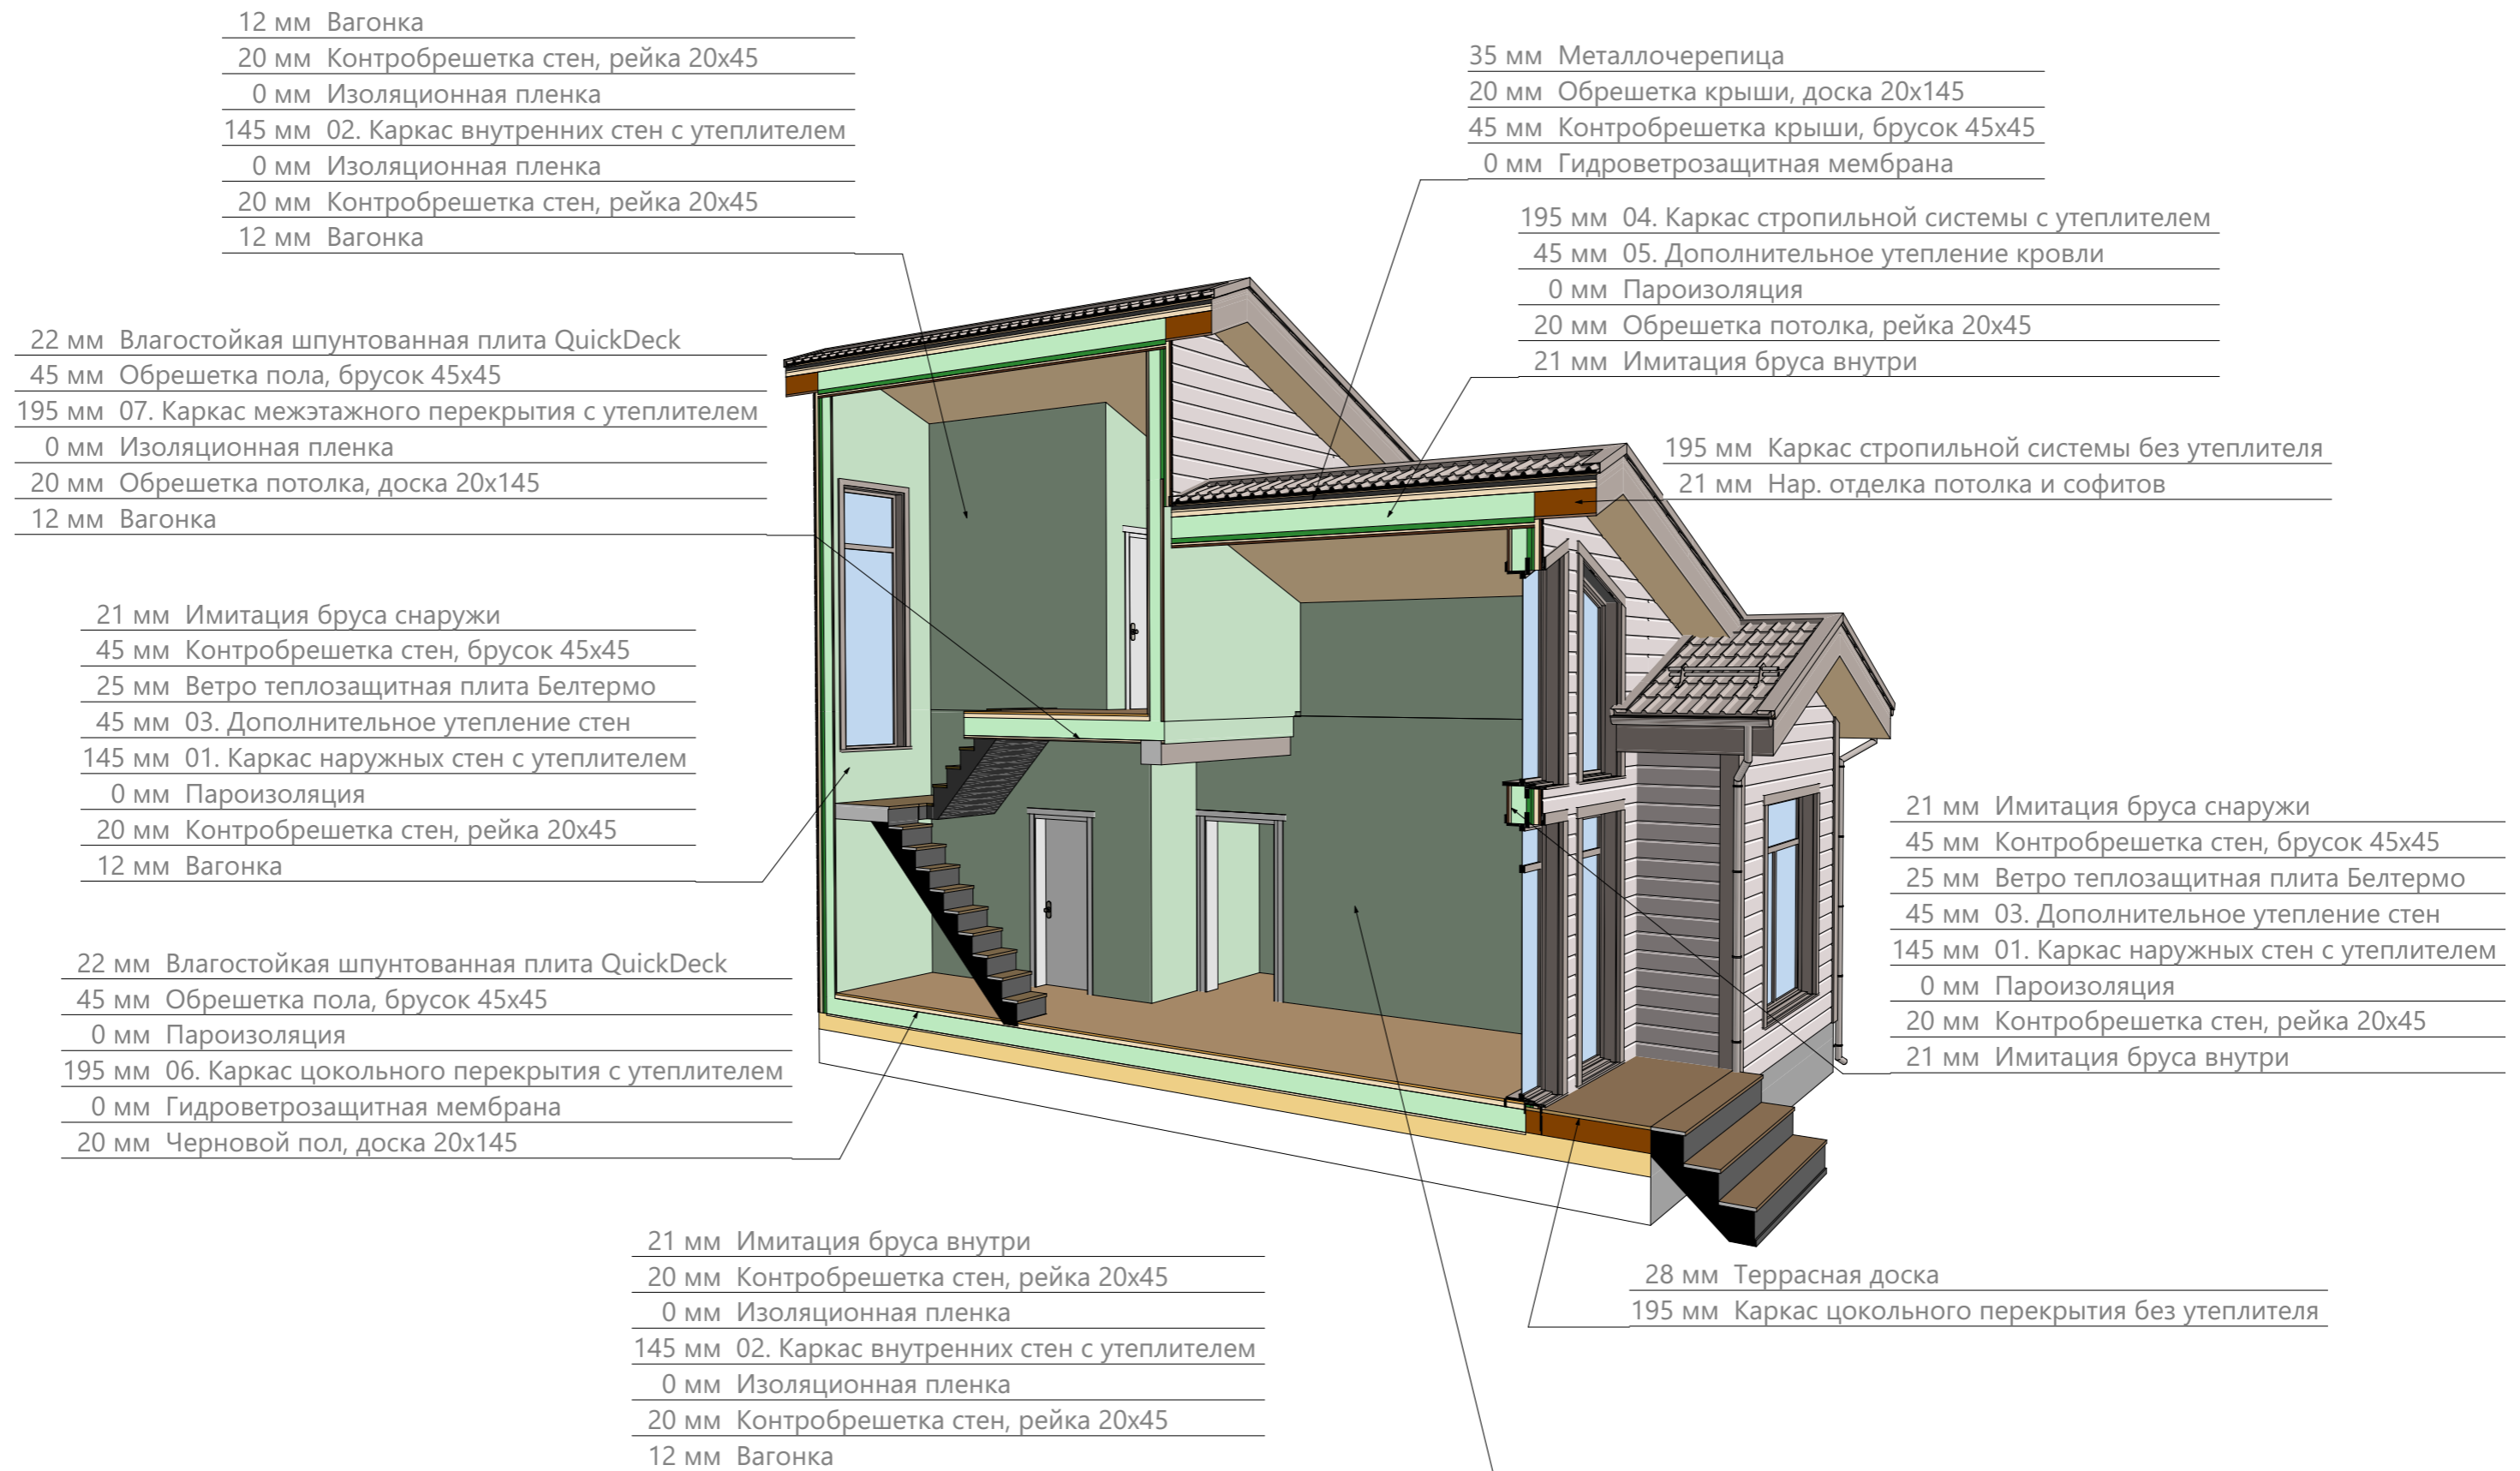 12 мм Вагонка
20 мм Контробрешетка стен, рейка 20х45
0 мм Изоляционная пленка
145 мм 02. Каркас внутренних стен с утеплителем
0 мм Изоляционная пленка
20 мм Контробрешетка стен, рейка 20х45
12 мм Вагонка
35 мм Металлочерепица
20 мм Обрешетка крыши, доска 20х145
45 мм Контробрешетка крыши, брусок 45х45
0 мм Гидроветрозащитная мембрана
195 мм 04. Каркас стропильной системы с утеплителем
45 мм 05. Дополнительное утепление кровли
0 мм Пароизоляция
20 мм Обрешетка потолка, рейка 20х45
21 мм Имитация бруса внутри
22 мм Влагостойкая шпунтованная плита QuickDeck
45 мм Обрешетка пола, брусок 45х45
195 мм 07. Каркас межэтажного перекрытия с утеплителем
0 мм Изоляционная пленка
20 мм Обрешетка потолка, доска 20х145
12 мм Вагонка
195 мм Каркас стропильной системы без утеплителя
21 мм Нар. отделка потолка и софитов
21 мм Имитация бруса снаружи
45 мм Контробрешетка стен, брусок 45х45
25 мм Ветро теплозащитная плита Белтермо
45 мм 03. Дополнительное утепление стен
145 мм 01. Каркас наружных стен с утеплителем
0 мм Пароизоляция
20 мм Контробрешетка стен, рейка 20х45
12 мм Вагонка
21 мм Имитация бруса снаружи
45 мм Контробрешетка стен, брусок 45х45
25 мм Ветро теплозащитная плита Белтермо
45 мм 03. Дополнительное утепление стен
145 мм 01. Каркас наружных стен с утеплителем
0 мм Пароизоляция
20 мм Контробрешетка стен, рейка 20х45
21 мм Имитация бруса внутри
22 мм Влагостойкая шпунтованная плита QuickDeck
45 мм Обрешетка пола, брусок 45х45
0 мм Пароизоляция
195 мм 06. Каркас цокольного перекрытия с утеплителем
0 мм Гидроветрозащитная мембрана
20 мм Черновой пол, доска 20х145
21 мм Имитация бруса внутри
20 мм Контробрешетка стен, рейка 20х45
0 мм Изоляционная пленка
145 мм 02. Каркас внутренних стен с утеплителем
0 мм Изоляционная пленка
20 мм Контробрешетка стен, рейка 20х45
12 мм Вагонка
28 мм Террасная доска
195 мм Каркас цокольного перекрытия без утеплителя